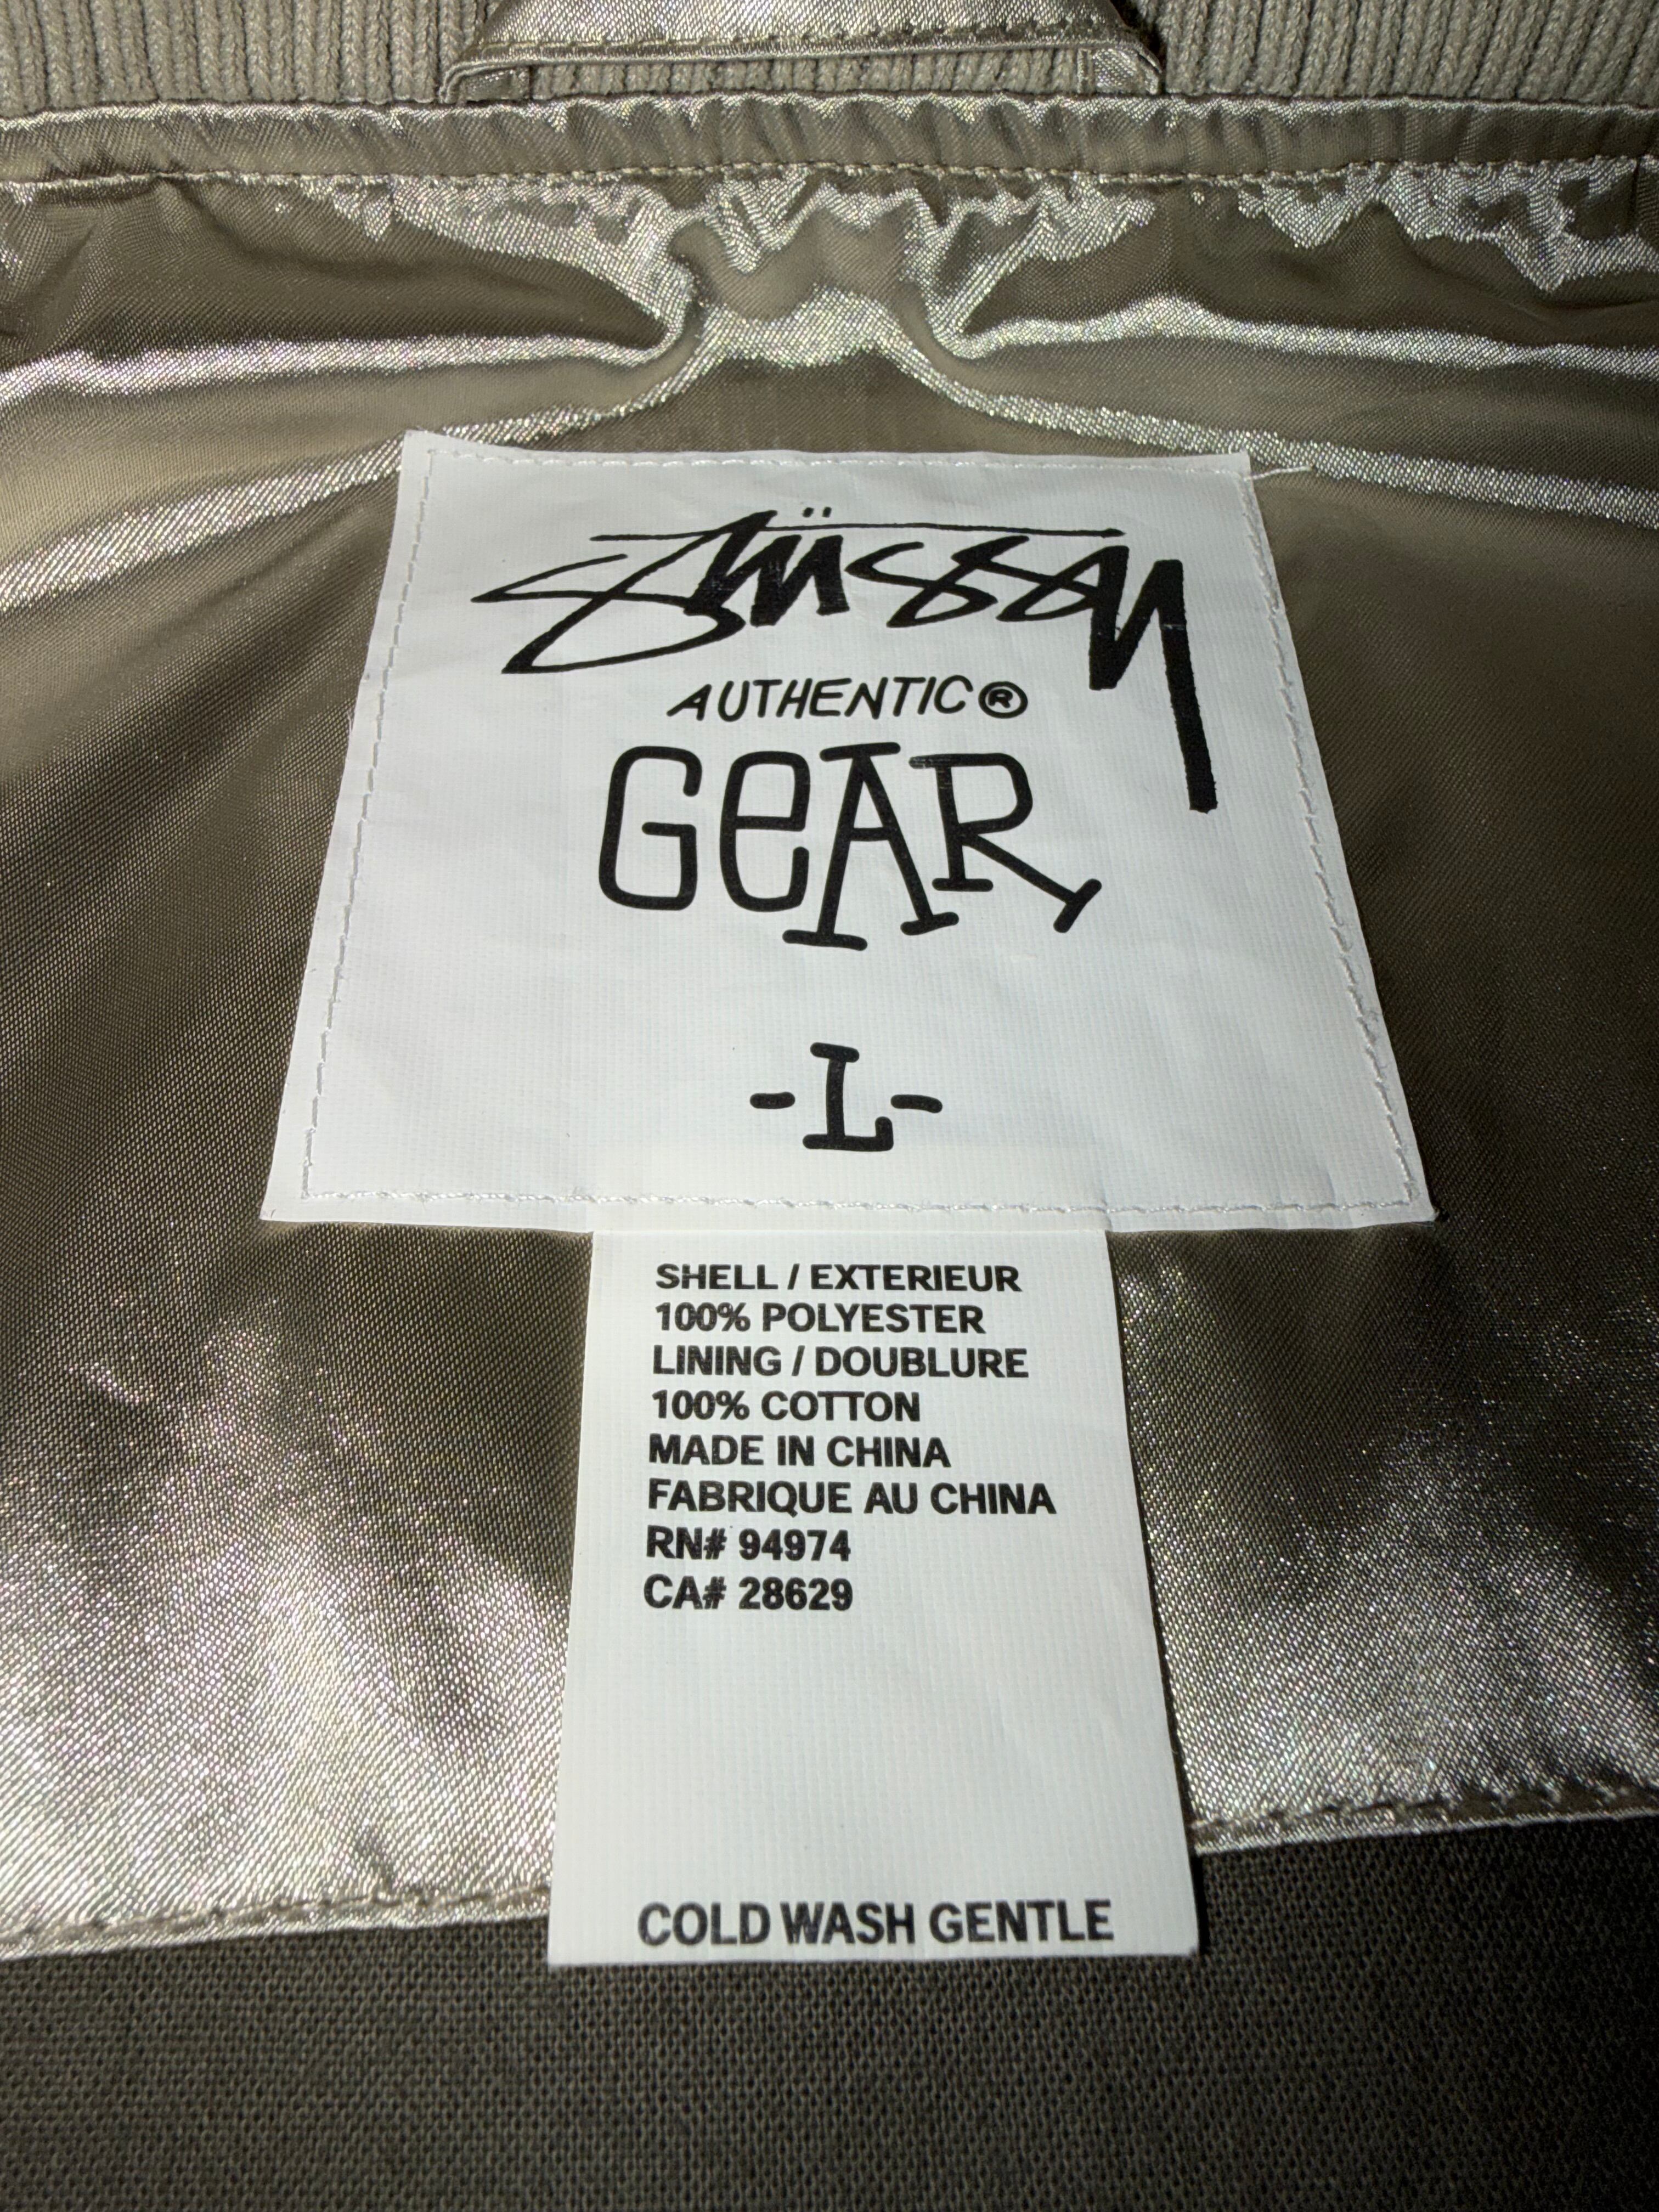 Stüssy
AUTHENTIC®
GeAR
-L-
SHELL / EXTERIEUR
100% POLYESTER
LINING / DOUBLURE
100% COTTON
MADE IN CHINA
FABRIQUE AU CHINA
RN# 94974
CA# 28629
COLD WASH GENTLE